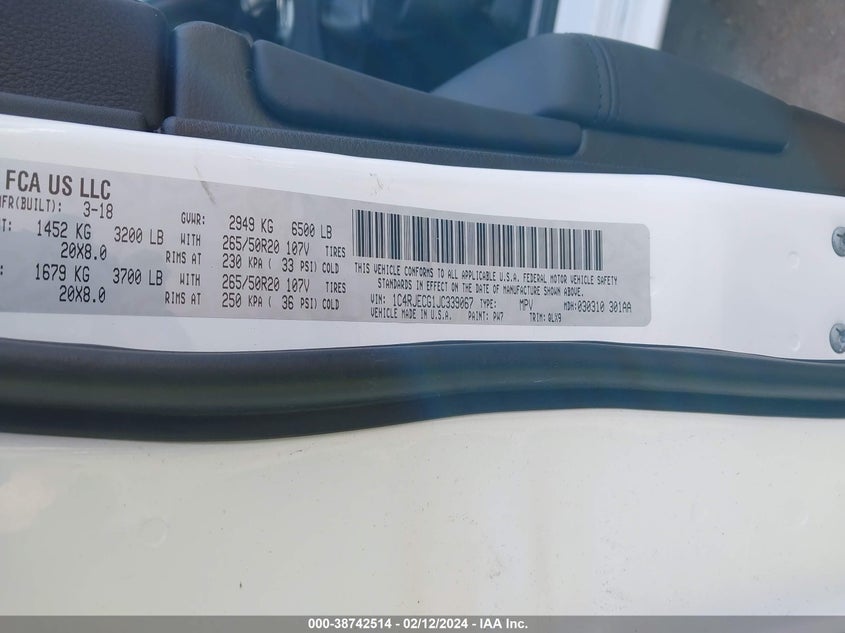 FCA US LLC
MFR(BUILT): 3-18 GVWR: 2949 KG 6500 LB
1452 KG 3200 LB WITH 265/50R20 107V TIRES
20X8.0 RIMS AT 230 KPA ( 33 PSI) COLD
1679 KG 3700 LB WITH 265/50R20 107V TIRES
20X8.0 RIMS AT 250 KPA ( 36 PSI) COLD
THIS VEHICLE CONFORMS TO ALL APPLICABLE U.S.A. FEDERAL MOTOR VEHICLE SAFETY
STANDARDS IN EFFECT ON THE DATE OF MANUFACTURE SHOWN ABOVE.
VIN: 1C4RJECG1JC339067 TYPE: MPV MDH: 030310 301AA
VEHICLE MADE IN U.S.A. PAINT: PW7 TRIM: QLX9
000-38742514 - 02/12/2024 - IAA Inc.